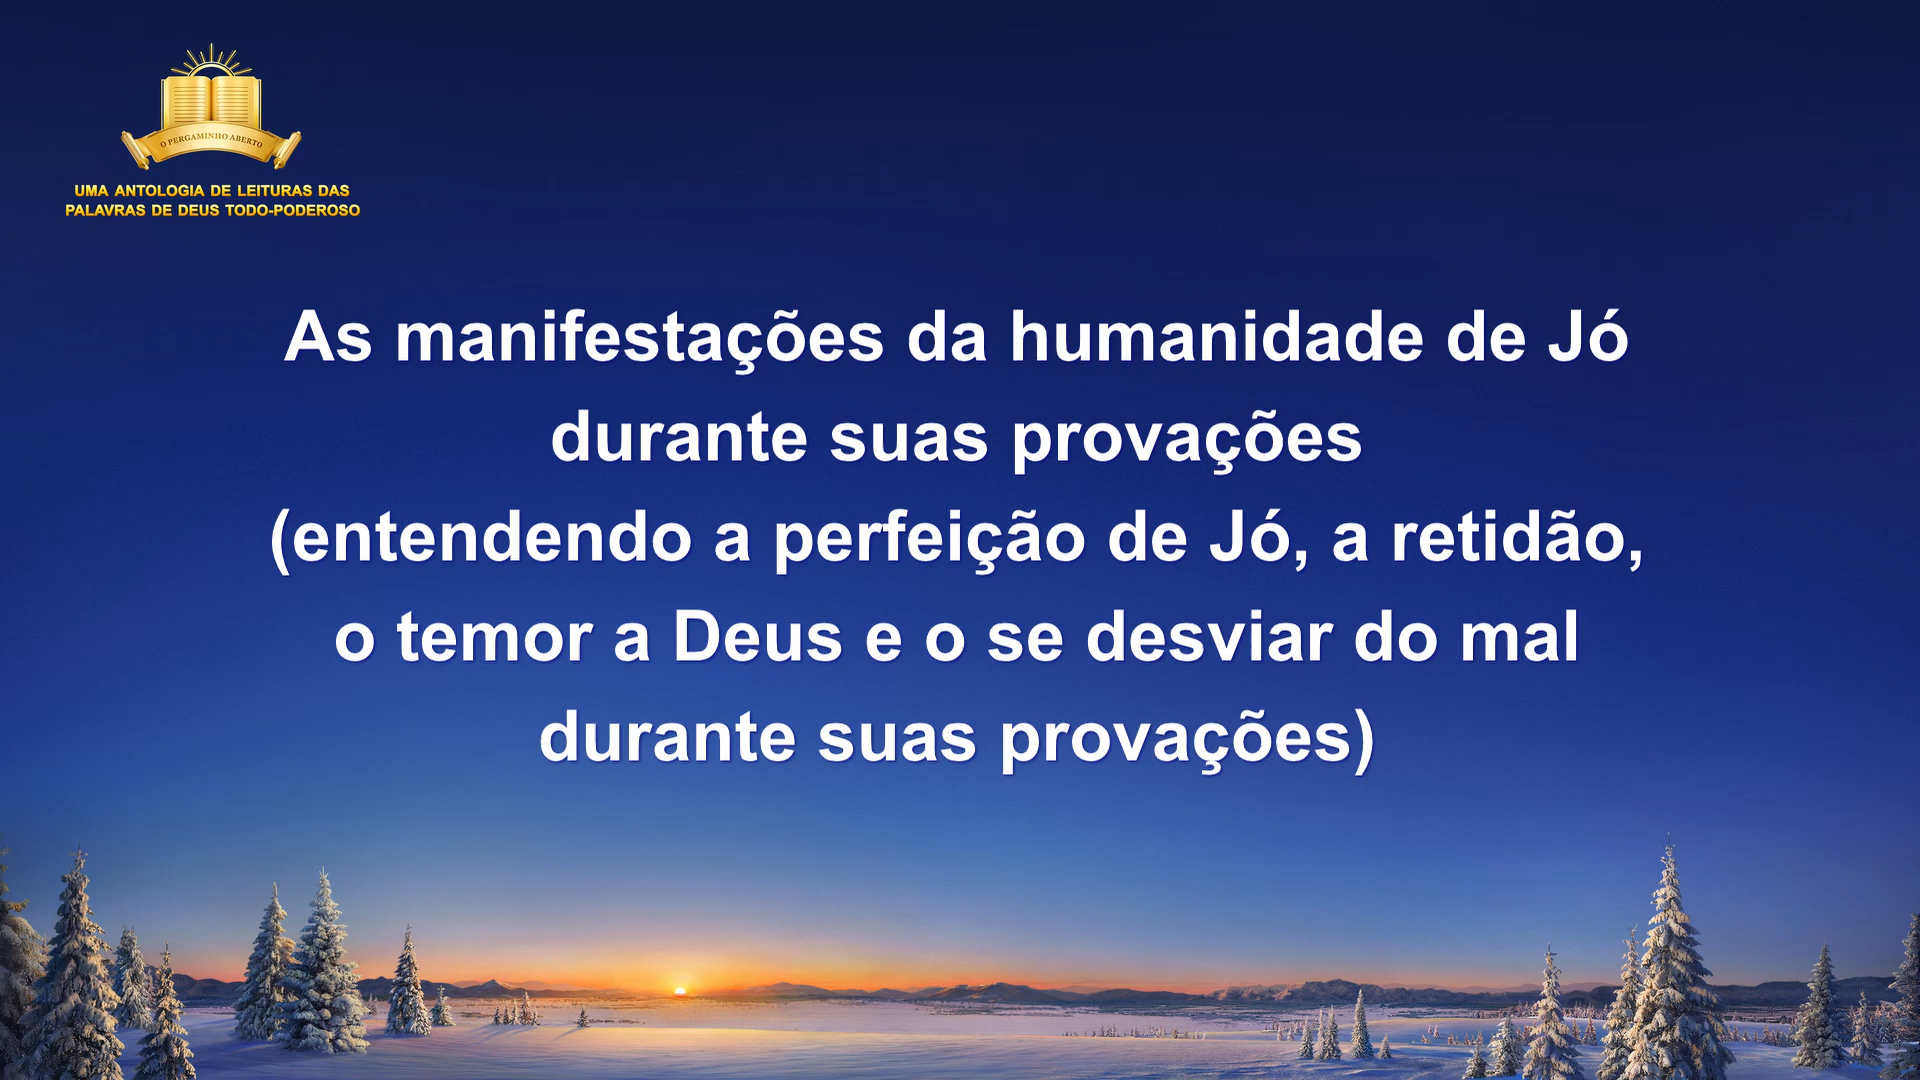 O PERGAMINHO ABERTO
UMA ANTOLOGIA DE LEITURAS DAS
PALAVRAS DE DEUS TODO-PODEROSO
As manifestações da humanidade de Jó
durante suas provações
(entendendo a perfeição de Jó, a retidão,
o temor a Deus e o se desviar do mal
durante suas provações)